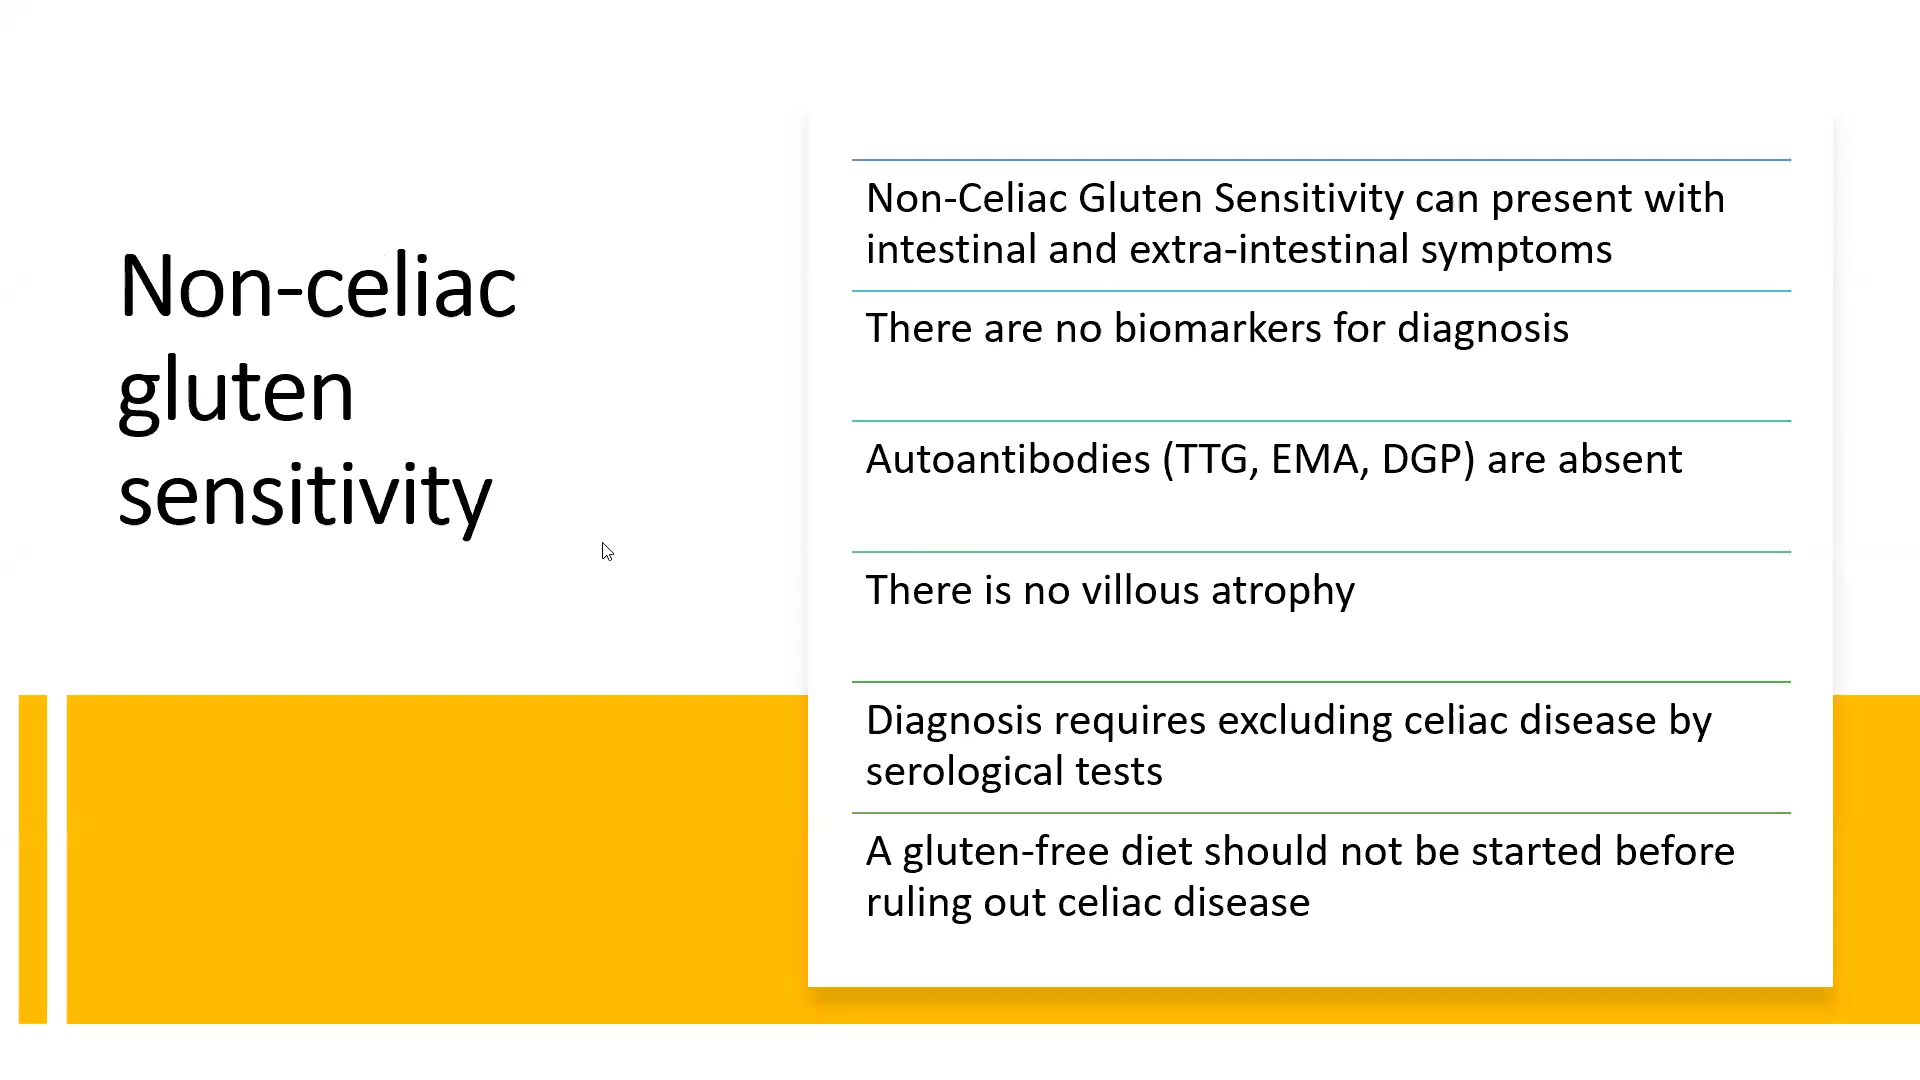 Non-celiac
gluten
sensitivity
Non-Celiac Gluten Sensitivity can present with
intestinal and extra-intestinal symptoms
There are no biomarkers for diagnosis
Autoantibodies (TTG, EMA, DGP) are absent
There is no villous atrophy
Diagnosis requires excluding celiac disease by
serological tests
A gluten-free diet should not be started before
ruling out celiac disease